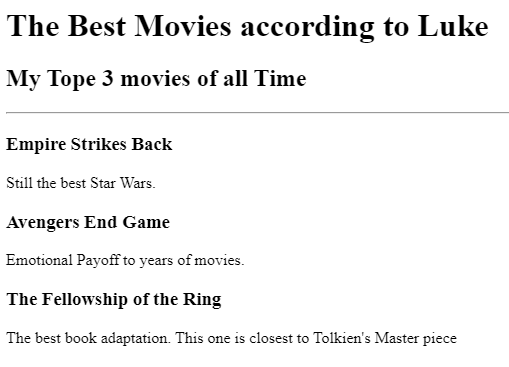 The Best Movies according to Luke
My Tope 3 movies of all Time
Empire Strikes Back
Still the best Star Wars.
Avengers End Game
Emotional Payoff to years of movies.
The Fellowship of the Ring
The best book adaptation. This one is closest to Tolkien's Master piece